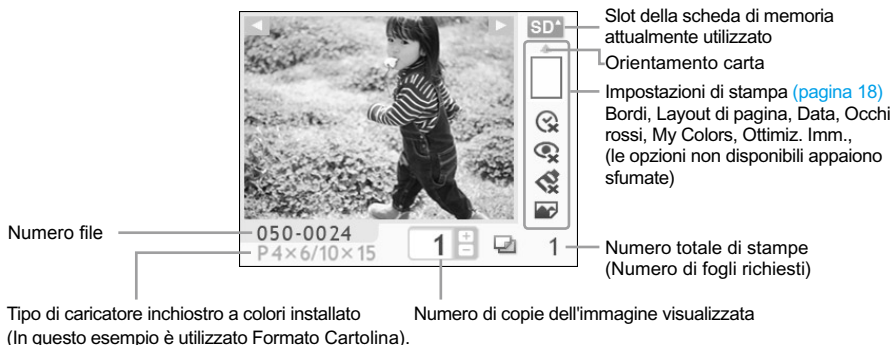 SD
Slot della scheda di memoria
attualmente utilizzato
Orientamento carta
Impostazioni di stampa (pagina 18)
Bordi, Layout di pagina, Data, Occhi
rossi, My Colors, Ottimiz. Imm.,
(le opzioni non disponibili appaiono
sfumate)
Numero file
050-0024
P 4×6/10×15
1
+
−
1
Numero totale di stampe
(Numero di fogli richiesti)
Tipo di caricatore inchiostro a colori installato
(In questo esempio è utilizzato Formato Cartolina).
Numero di copie dell'immagine visualizzata